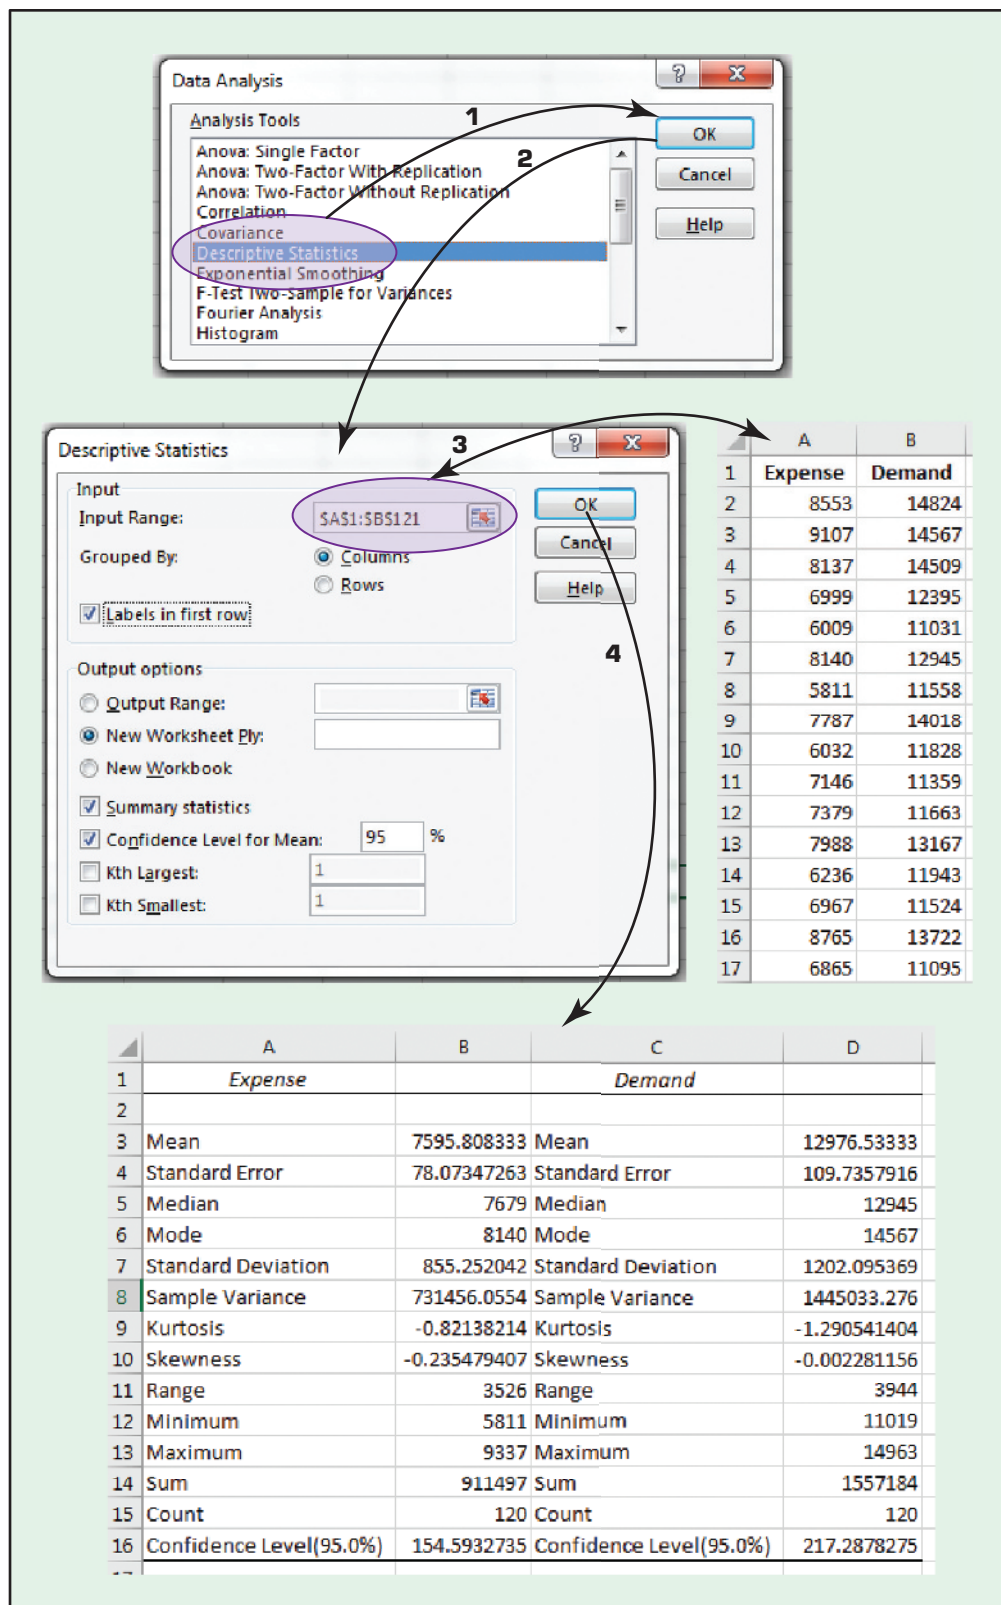 Data Analysis
?
X
Analysis Tools
1
OK
Anova: Single Factor
2
Anova: Two-Factor With Replication
Cancel
Anova: Two-Factor Without Replication
Correlation
Help
Covariance
Descriptive Statistics
Exponential Smoothing
F-Test Two-Sample for Variances
Fourier Analysis
Histogram
Descriptive Statistics
3
?
X
Input
Input Range: $A$1:$B$121
OK
Grouped By: Columns
Cancel
Rows
Help
Labels in first row
4
Output options
Output Range:
New Worksheet Ply:
New Workbook
Summary statistics
Confidence Level for Mean: 95 %
Kth Largest: 1
Kth Smallest: 1
A B
1 Expense Demand
2 8553 14824
3 9107 14567
4 8137 14509
5 6999 12395
6 6009 11031
7 8140 12945
8 5811 11558
9 7787 14018
10 6032 11828
11 7146 11359
12 7379 11663
13 7988 13167
14 6236 11943
15 6967 11524
16 8765 13722
17 6865 11095
A B C D
1 Expense Demand
2
3 Mean 7595.808333 Mean 12976.53333
4 Standard Error 78.07347263 Standard Error 109.7357916
5 Median 7679 Median 12945
6 Mode 8140 Mode 14567
7 Standard Deviation 855.252042 Standard Deviation 1202.095369
8 Sample Variance 731456.0554 Sample Variance 1445033.276
9 Kurtosis -0.82138214 Kurtosis -1.290541404
10 Skewness -0.235479407 Skewness -0.002281156
11 Range 3526 Range 3944
12 Minimum 5811 Minimum 11019
13 Maximum 9337 Maximum 14963
14 Sum 911497 Sum 1557184
15 Count 120 Count 120
16 Confidence Level(95.0%) 154.5932735 Confidence Level(95.0%) 217.2878275